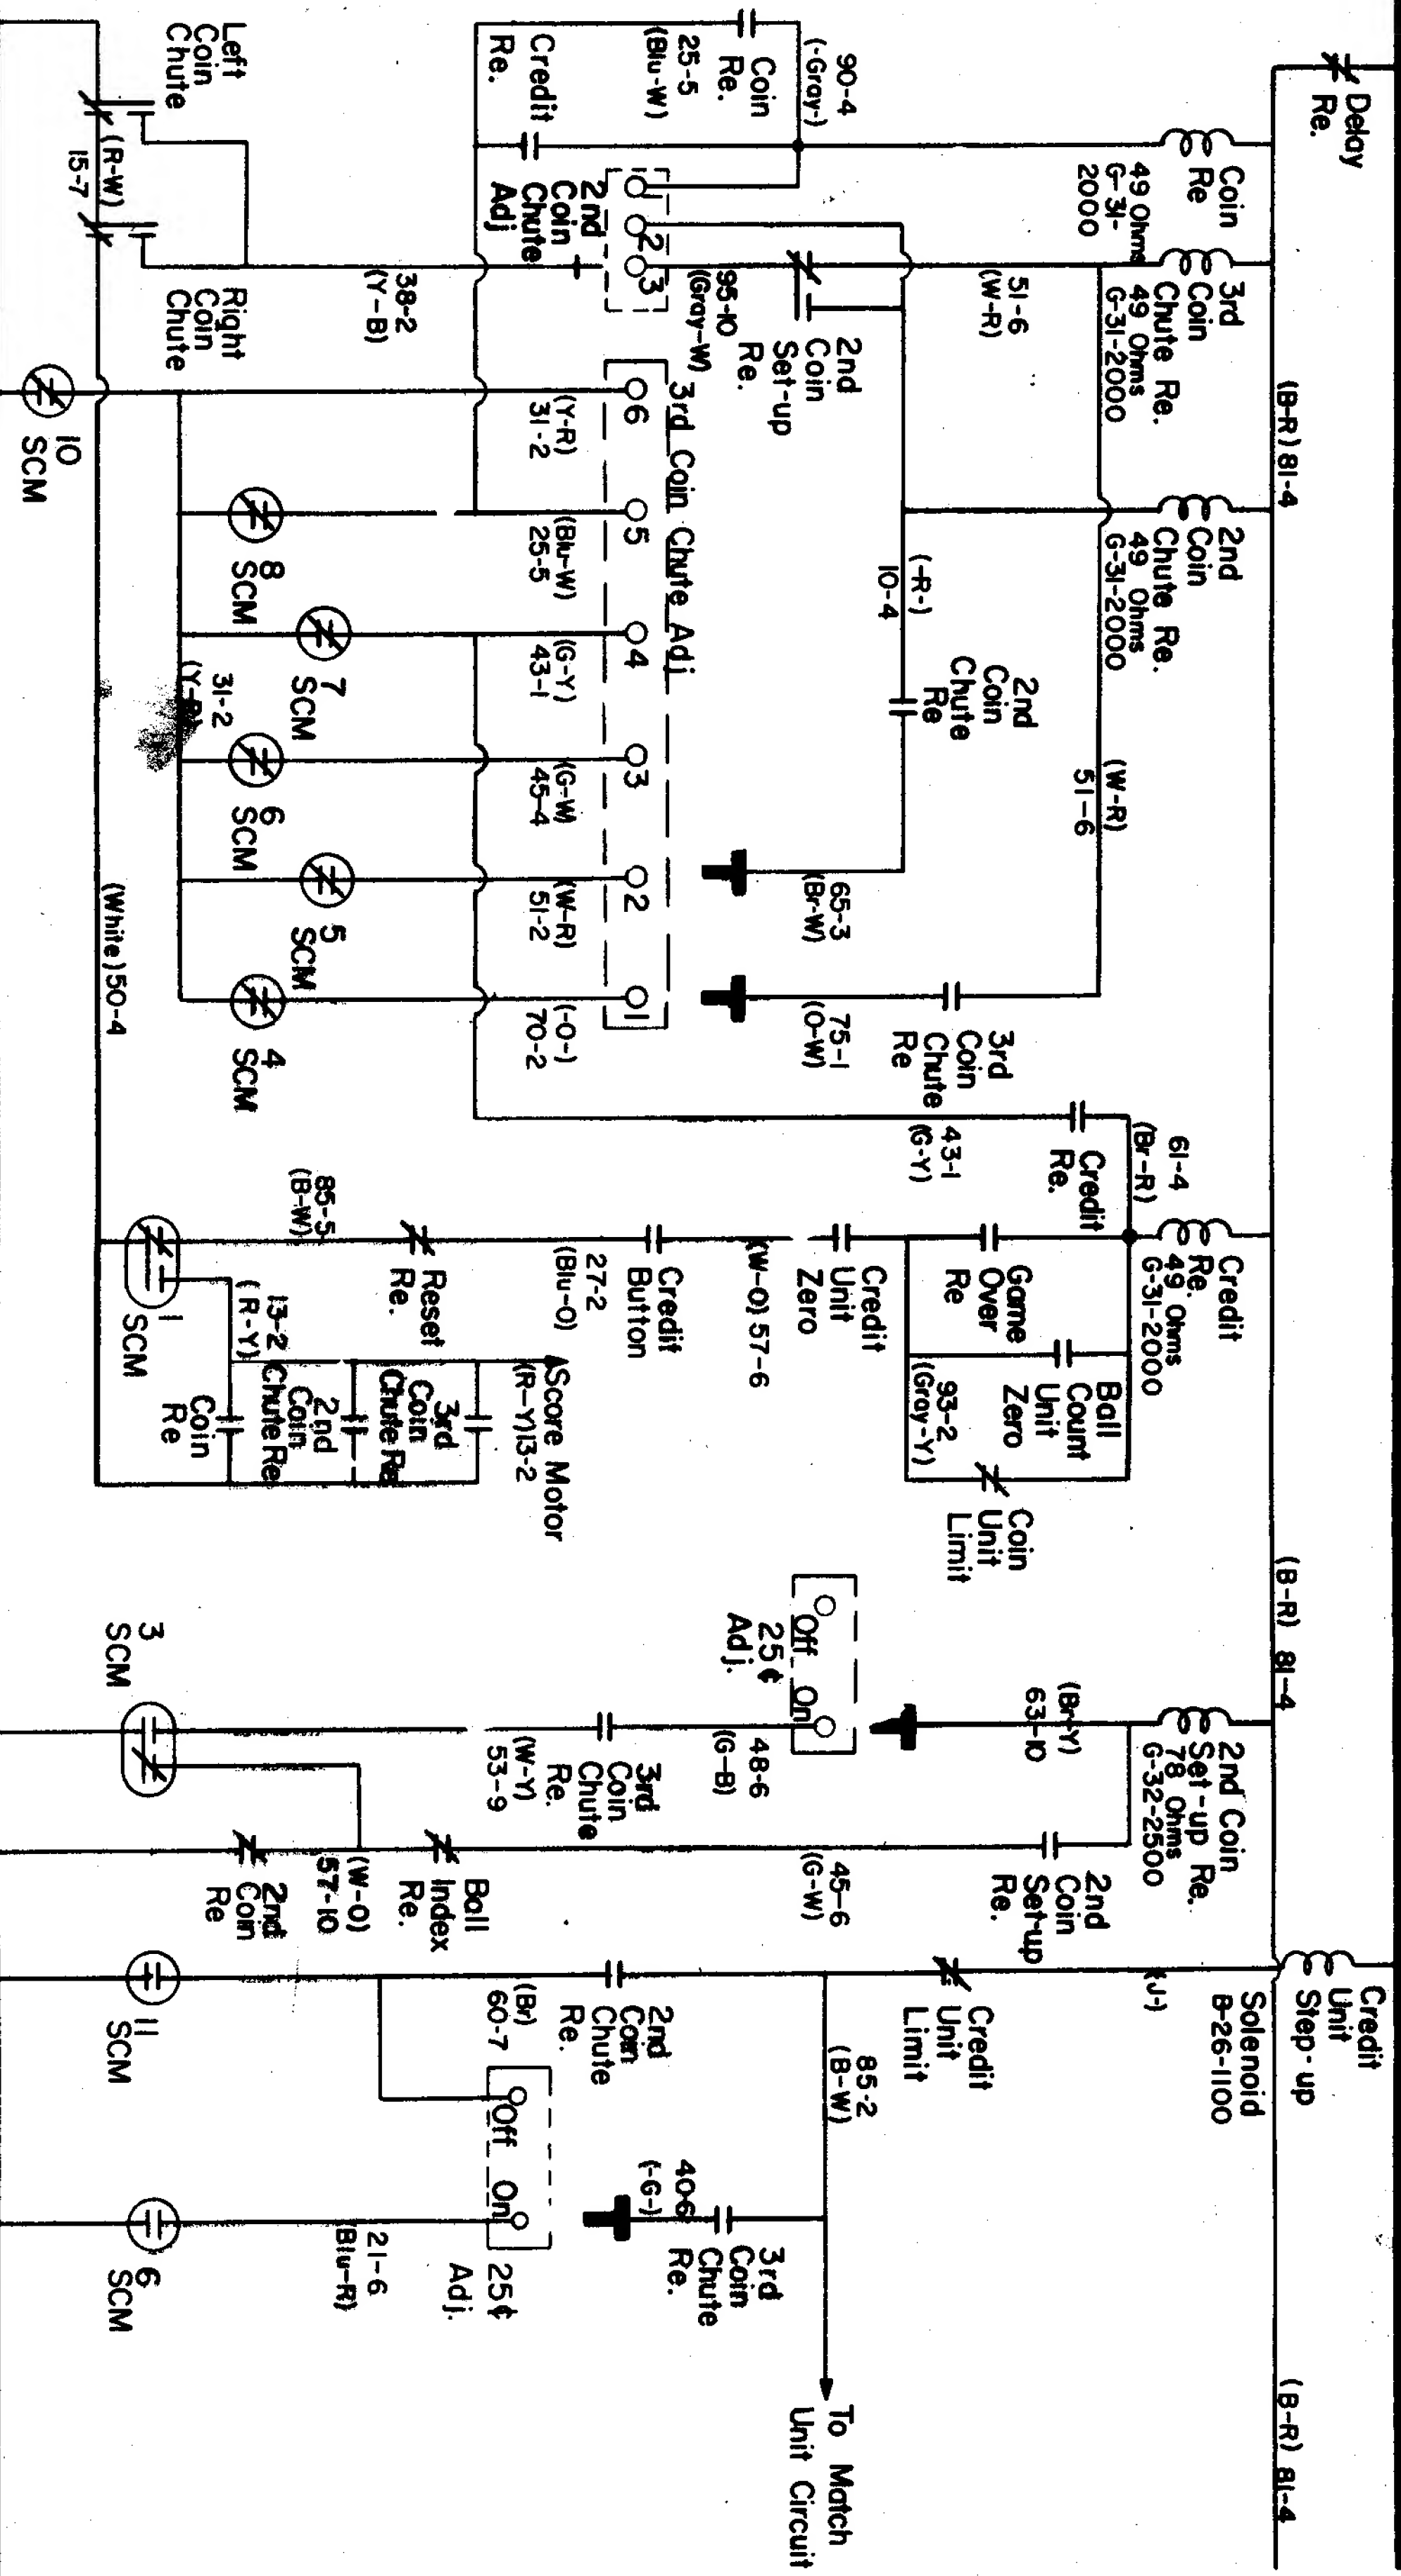 Delay
Re.
Coin
Re
49 Ohms
G-31-
2000
3rd
Coin
Chute Re.
49 Ohms
G-31-2000
(B-R) 81-4
2nd
Coin
Chute Re.
49 Ohms
G-31-2000
90-4
(-Gray-)
Coin
Re.
25-5
(Blu-W)
Credit
Re.
2nd
Coin
Chute
Adj
1
2
3
95-10
(Gray-W)
51-6
(W-R)
2nd
Coin
Set-up
Re.
38-2
(Y-B)
Left
Coin
Chute
(R-W)
15-7
Right
Coin
Chute
10
SCM
3rd Coin Chute Adj
6
5
4
3
2
1
(Y-R)
31-2
(Blu-W)
25-5
(G-Y)
43-1
(G-W)
45-4
(W-R)
51-2
(-O-)
70-2
8
SCM
7
SCM
6
SCM
5
SCM
4
SCM
31-2
(Y-R)
(White) 50-4
(-R-)
10-4
2nd
Coin
Chute
Re
65-3
(Br-W)
(W-R)
51-6
75-1
(O-W)
3rd
Coin
Chute
Re
61-4
(Br-R)
Credit
Re.
43-1
(G-Y)
Credit
Re.
49 Ohms
G-31-2000
Game
Over
Re
Ball
Count
Unit
Zero
93-2
(Gray-Y)
Coin
Unit
Limit
Credit
Unit
Zero
(W-O) 57-6
Credit
Button
27-2
(Blu-O)
Reset
Re.
85-5
(B-W)
1
SCM
13-2
(R-Y)
Score Motor
(R-Y) 13-2
3rd
Coin
Chute Re
2nd
Coin
Chute Re
Coin
Re
(B-R) 81-4
2nd Coin
Set-up Re.
78 Ohms
G-32-2500
(Br-Y)
63-10
25¢
Adj.
Off On
48-6
(G-B)
3rd
Coin
Chute
Re.
(W-Y)
53-9
3
SCM
2nd
Coin
Set-up
Re.
45-6
(G-W)
Ball
Index
Re.
(W-O)
57-10
2nd
Coin
Re
Credit
Unit
Step-up
Solenoid
B-26-1100
(J-)
Credit
Unit
Limit
85-2
(B-W)
2nd
Coin
Chute
Re.
(Br)
60-7
11
SCM
Off On
25¢
Adj.
3rd
Coin
Chute
Re.
40-6
(-G-)
21-6
(Blu-R)
6
SCM
To Match
Unit Circuit
(B-R) 81-4